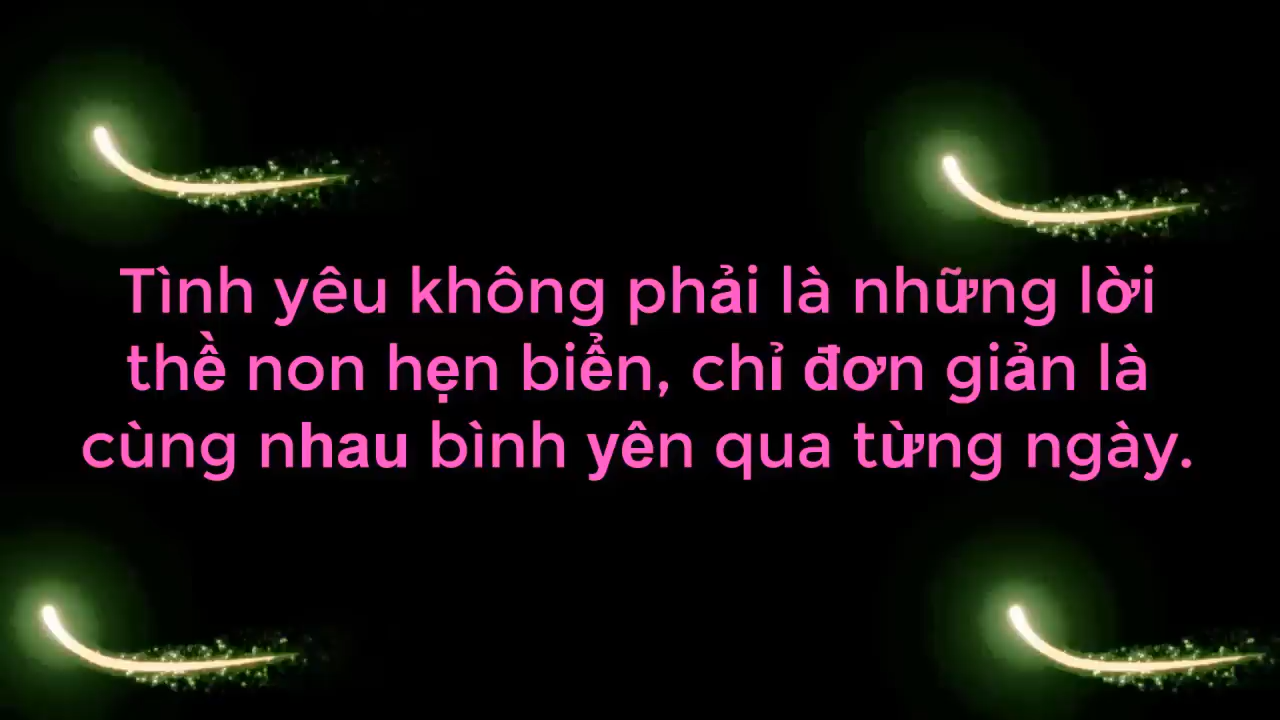 Tình yêu không phải là những lời
thề non hẹn biển, chỉ đơn giản là
cùng nhau bình yên qua từng ngày.